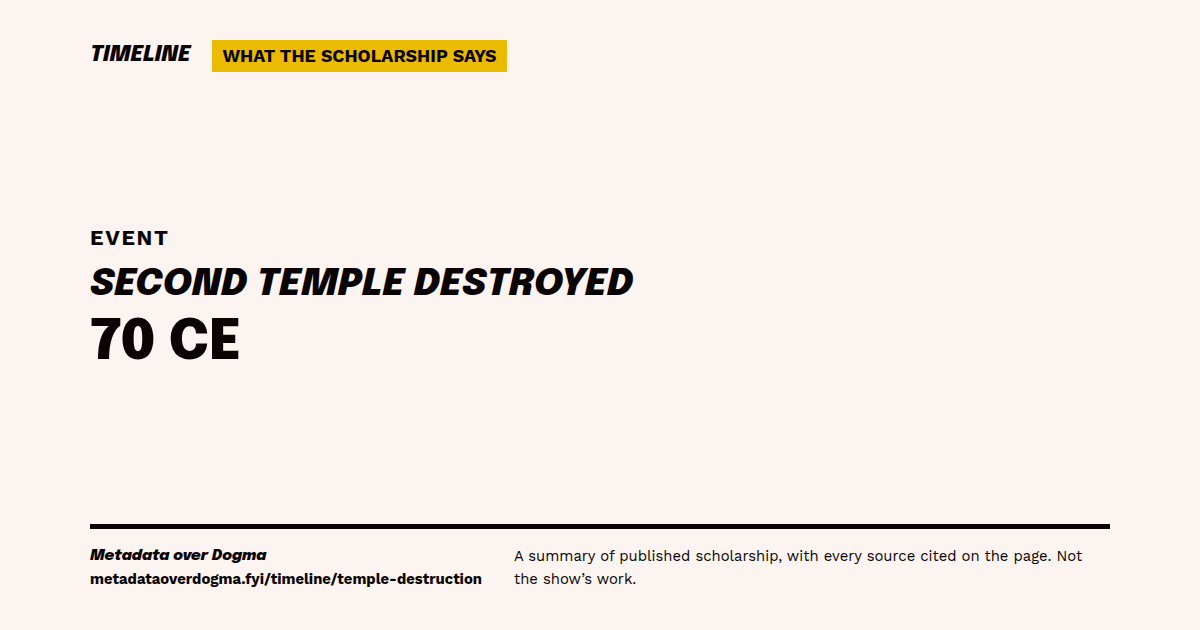 TIMELINE
WHAT THE SCHOLARSHIP SAYS
EVENT
SECOND TEMPLE DESTROYED
70 CE
Metadata over Dogma
metadataoverdogma.fyi/timeline/temple-destruction
A summary of published scholarship, with every source cited on the page. Not
the show’s work.